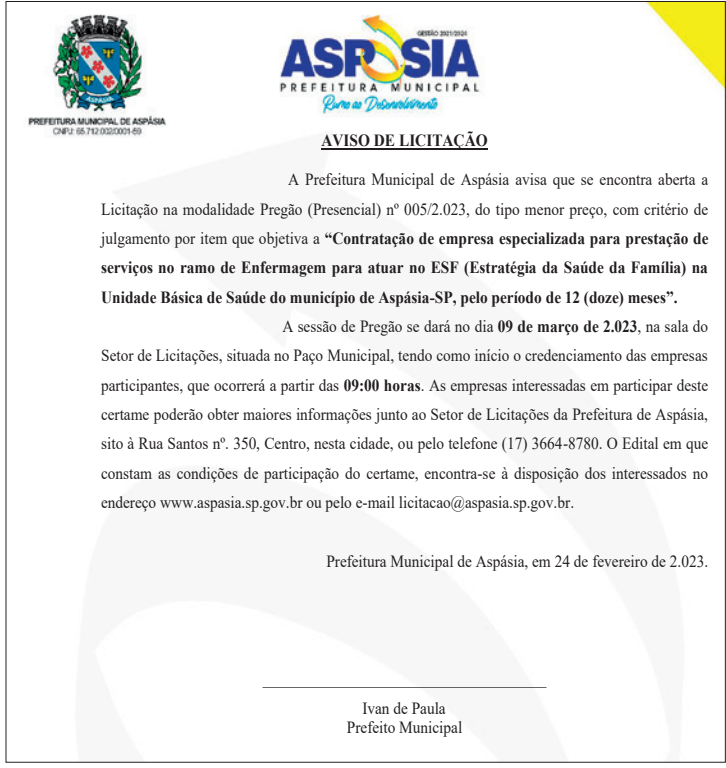 GESTÃO 2021/2024
ASPÁSIA
PREFEITURA MUNICIPAL
Rumo ao Desenvolvimento
ASPÁSIA
PREFEITURA MUNICIPAL DE ASPÁSIA
CNPJ: 65.712.002/0001-69
AVISO DE LICITAÇÃO
A Prefeitura Municipal de Aspásia avisa que se encontra aberta a
Licitação na modalidade Pregão (Presencial) nº 005/2.023, do tipo menor preço, com critério de
julgamento por item que objetiva a “Contratação de empresa especializada para prestação de
serviços no ramo de Enfermagem para atuar no ESF (Estratégia da Saúde da Família) na
Unidade Básica de Saúde do município de Aspásia-SP, pelo período de 12 (doze) meses”.
A sessão de Pregão se dará no dia 09 de março de 2.023, na sala do
Setor de Licitações, situada no Paço Municipal, tendo como início o credenciamento das empresas
participantes, que ocorrerá a partir das 09:00 horas. As empresas interessadas em participar deste
certame poderão obter maiores informações junto ao Setor de Licitações da Prefeitura de Aspásia,
sito à Rua Santos nº. 350, Centro, nesta cidade, ou pelo telefone (17) 3664-8780. O Edital em que
constam as condições de participação do certame, encontra-se à disposição dos interessados no
endereço www.aspasia.sp.gov.br ou pelo e-mail licitacao@aspasia.sp.gov.br.
Prefeitura Municipal de Aspásia, em 24 de fevereiro de 2.023.
Ivan de Paula
Prefeito Municipal